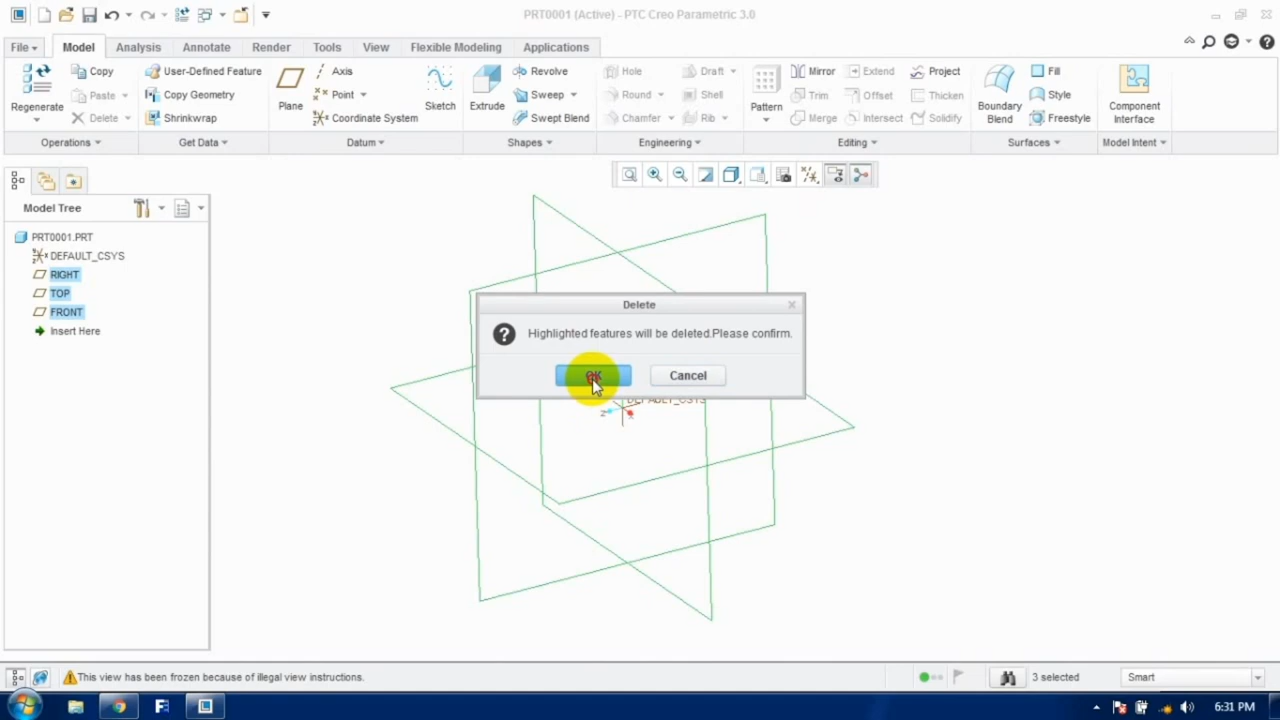 PRT0001 (Active) - PTC Creo Parametric 3.0
File
Model
Analysis
Annotate
Render
Tools
View
Flexible Modeling
Applications
Regenerate
Copy
Paste
Delete
Operations
User-Defined Feature
Copy Geometry
Shrinkwrap
Get Data
Plane
Axis
Point
Coordinate System
Sketch
Datum
Extrude
Revolve
Sweep
Swept Blend
Shapes
Hole
Round
Chamfer
Draft
Shell
Rib
Engineering
Pattern
Mirror
Trim
Merge
Extend
Offset
Intersect
Project
Thicken
Solidify
Editing
Boundary
Blend
Fill
Style
Freestyle
Surfaces
Component
Interface
Model Intent
Model Tree
PRT0001.PRT
DEFAULT_CSYS
RIGHT
TOP
FRONT
Insert Here
Delete
Highlighted features will be deleted.Please confirm.
OK
Cancel
DEFAULT_CSYS
Z
X
This view has been frozen because of illegal view instructions.
3 selected
Smart
6:31 PM